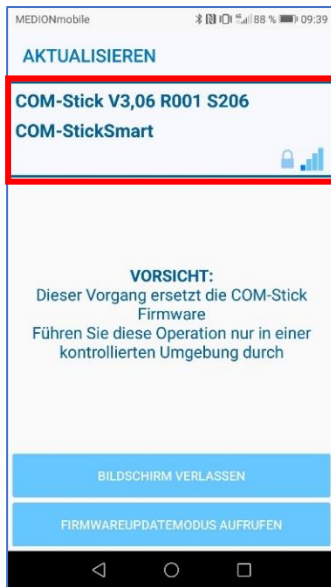 MEDIONmobile 88 % 09:39
AKTUALISIEREN
COM-Stick V3,06 R001 S206
COM-StickSmart
VORSICHT:
Dieser Vorgang ersetzt die COM-Stick
Firmware
Führen Sie diese Operation nur in einer
kontrollierten Umgebung durch
BILDSCHIRM VERLASSEN
FIRMWAREUPDATEMODUS AUFRUFEN